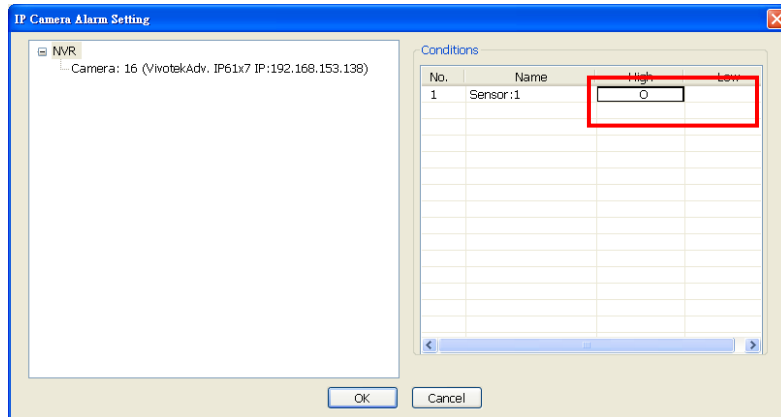 IP Camera Alarm Setting
NVR
Camera: 16 (VivotekAdv. IP61x7 IP:192.168.153.138)
Conditions
No. Name High Low
1 Sensor:1 O
OK Cancel